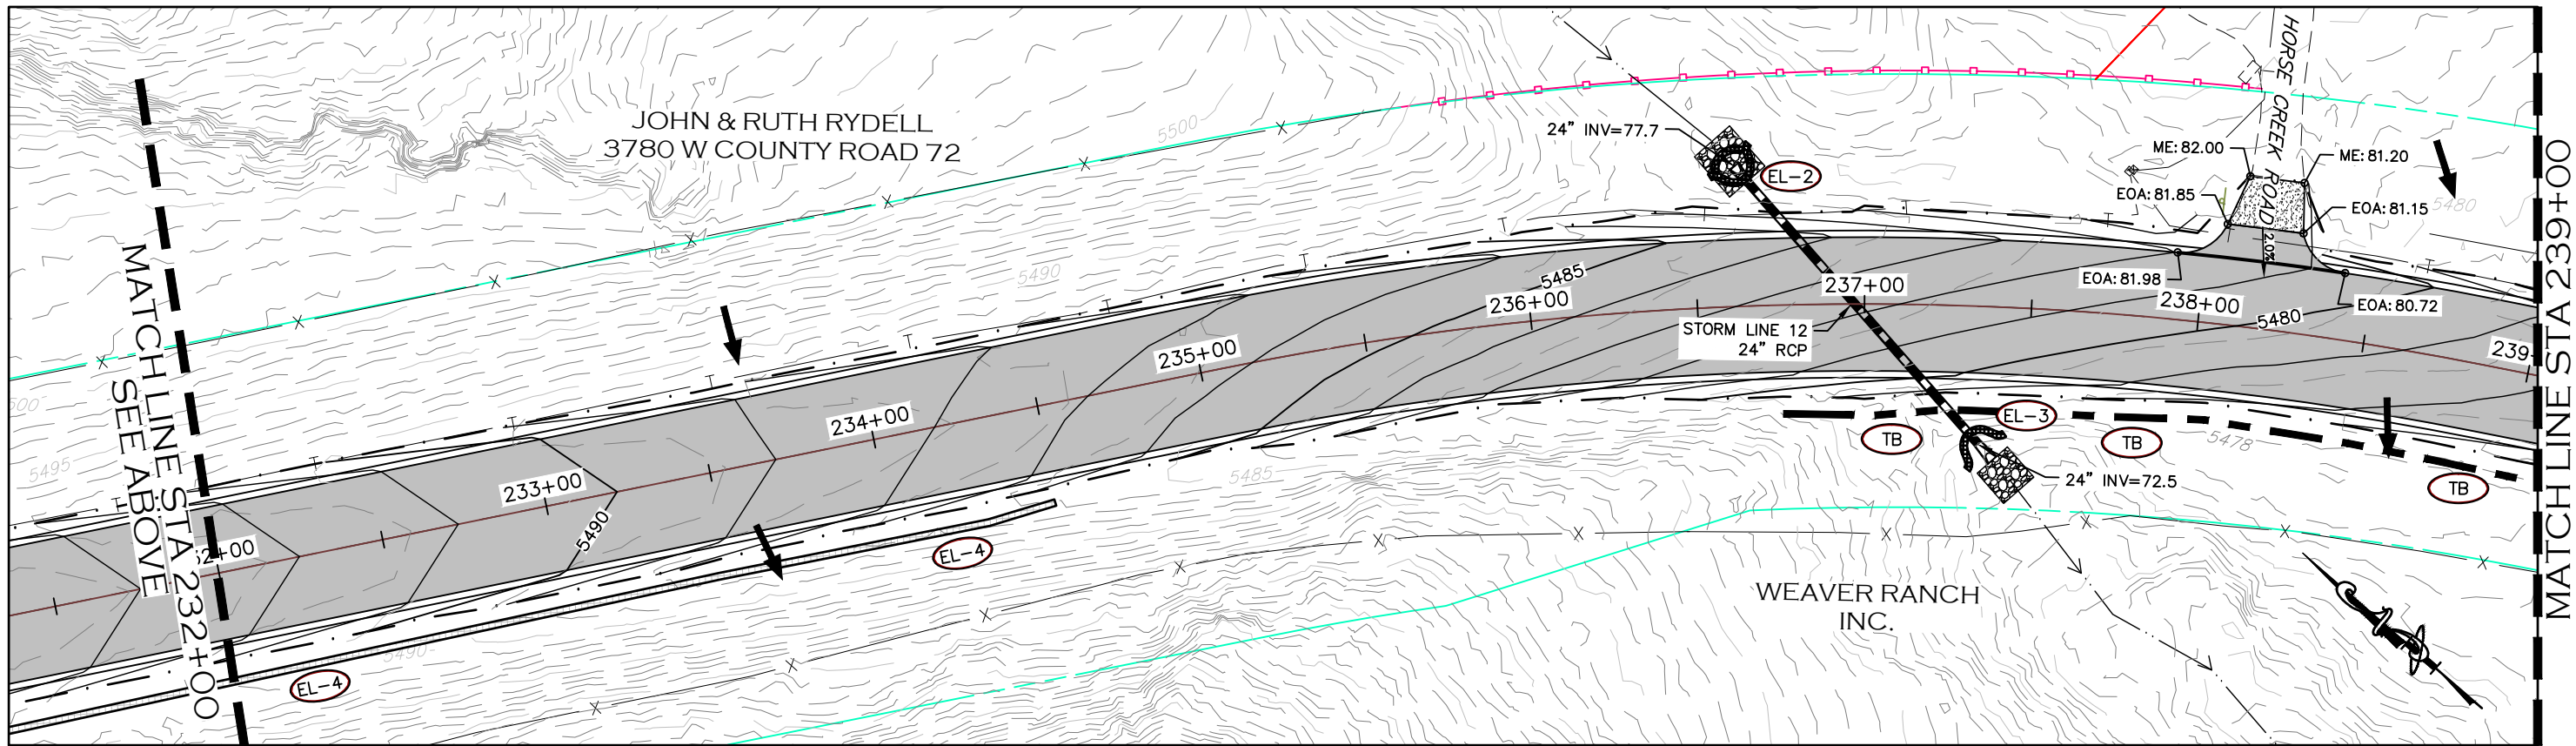 JOHN & RUTH RYDELL
3780 W COUNTY ROAD 72
5500
24" INV=77.7
EL-2
HORSE CREEK ROAD
ME: 82.00
ME: 81.20
EOA: 81.85
EOA: 81.15
5480
2.0%
EOA: 81.98
EOA: 80.72
MATCH LINE STA 239+00
MATCH LINE STA 232+00
SEE ABOVE
5490
5485
236+00
237+00
238+00
5480
STORM LINE 12
24" RCP
235+00
239+
234+00
EL-3
TB
TB
5478
5495
5485
24" INV=72.5
TB
233+00
5490
EL-4
WEAVER RANCH
INC.
5490
EL-4